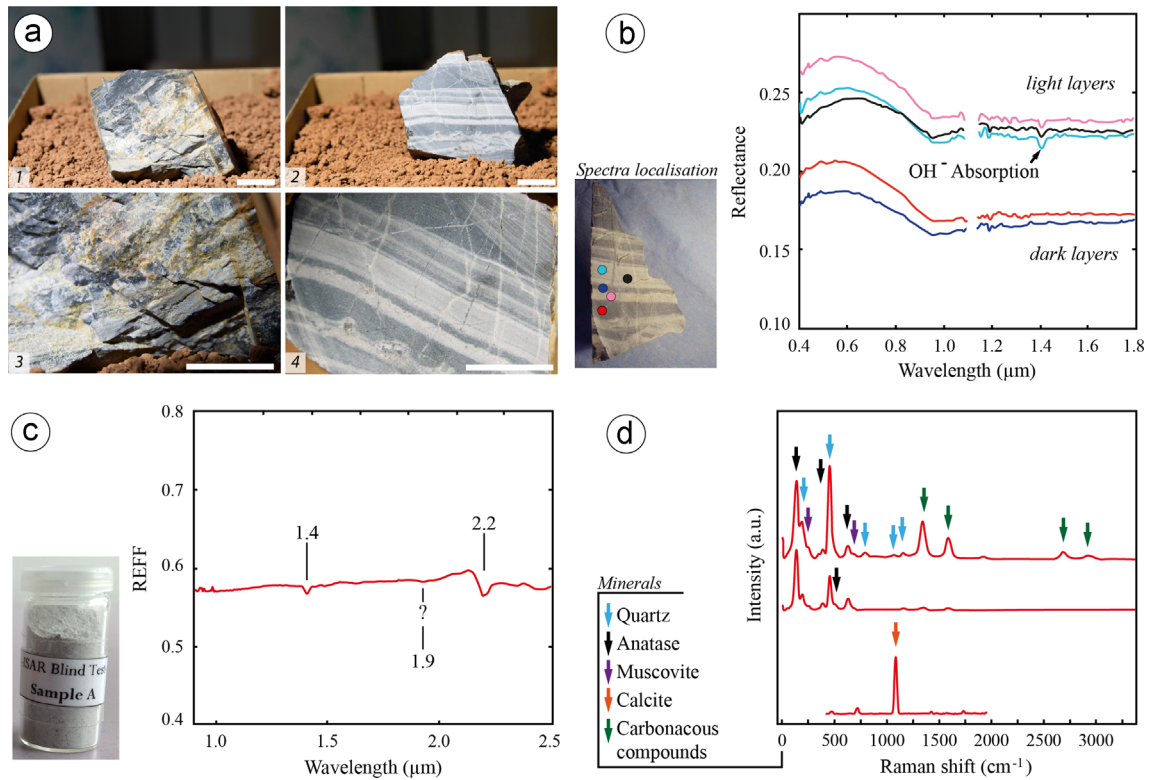 a
1
2
3
4
b
Spectra localisation
Reflectance
0.25
0.20
0.15
0.10
light layers
OH⁻ Absorption
dark layers
0.4 0.6 0.8 1.0 1.2 1.4 1.6 1.8
Wavelength (µm)
c
ISAR Blind Tes
Sample A
REFF
0.8
0.7
0.6
0.5
0.4
1.4
2.2
?
1.9
1.0 1.5 2.0 2.5
Wavelength (µm)
d
Minerals
Quartz
Anatase
Muscovite
Calcite
Carbonacous
compounds
Intensity (a.u.)
0 500 1000 1500 2000 2500 3000
Raman shift (cm⁻¹)